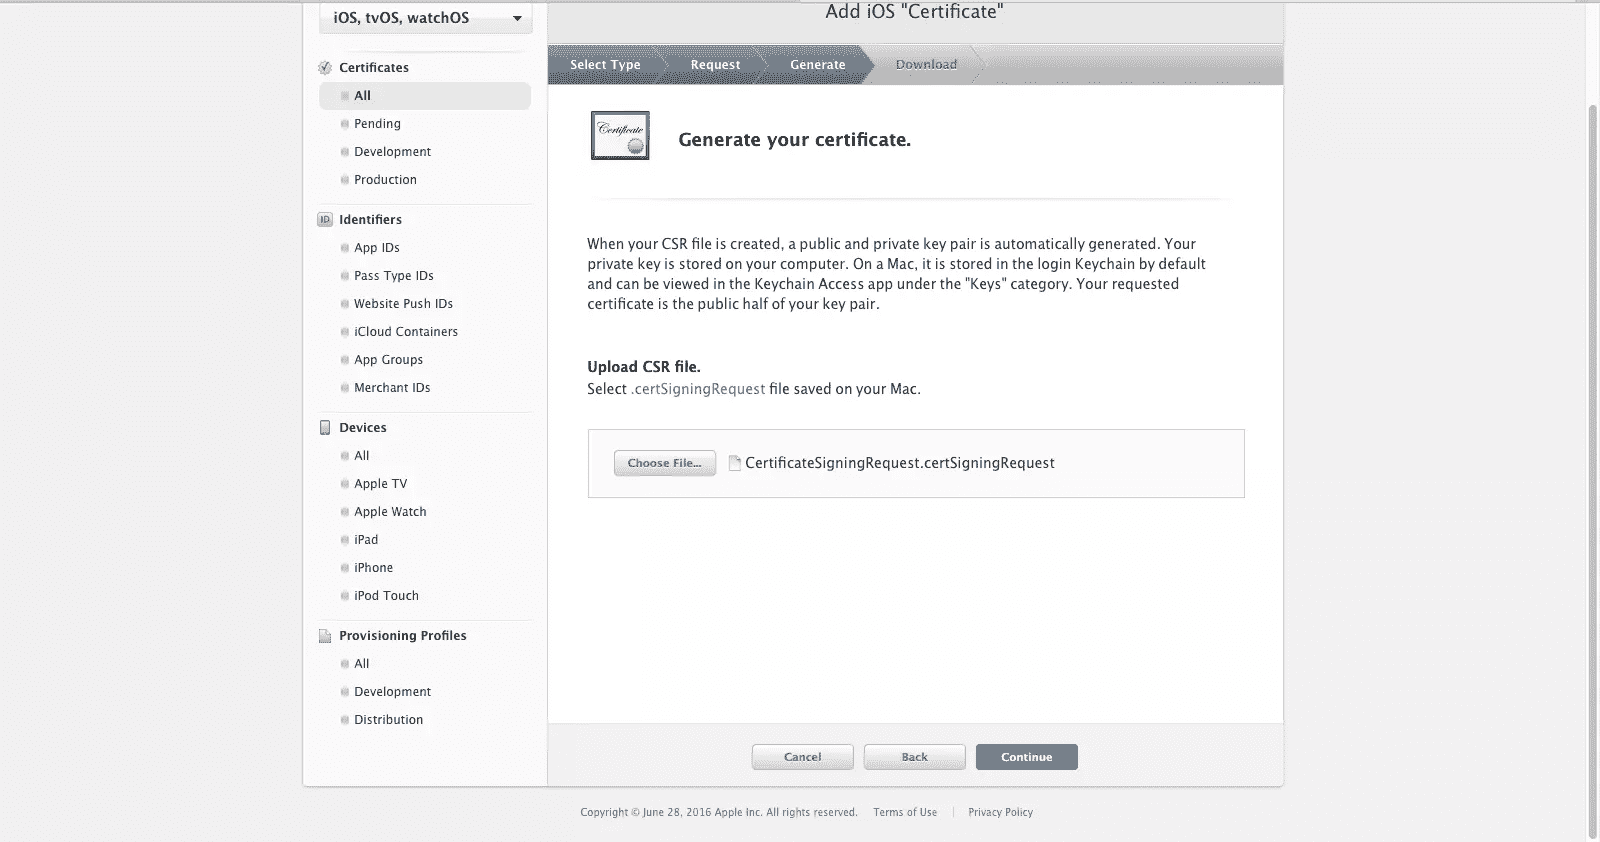 iOS, tvOS, watchOS
Add iOS "Certificate"
Select Type
Request
Generate
Download
Certificates
All
Pending
Development
Production
ID Identifiers
App IDs
Pass Type IDs
Website Push IDs
iCloud Containers
App Groups
Merchant IDs
Devices
All
Apple TV
Apple Watch
iPad
iPhone
iPod Touch
Provisioning Profiles
All
Development
Distribution
Certificate
Generate your certificate.
When your CSR file is created, a public and private key pair is automatically generated. Your
private key is stored on your computer. On a Mac, it is stored in the login Keychain by default
and can be viewed in the Keychain Access app under the "Keys" category. Your requested
certificate is the public half of your key pair.
Upload CSR file.
Select .certSigningRequest file saved on your Mac.
Choose File... CertificateSigningRequest.certSigningRequest
Cancel
Back
Continue
Copyright © June 28, 2016 Apple Inc. All rights reserved. Terms of Use Privacy Policy